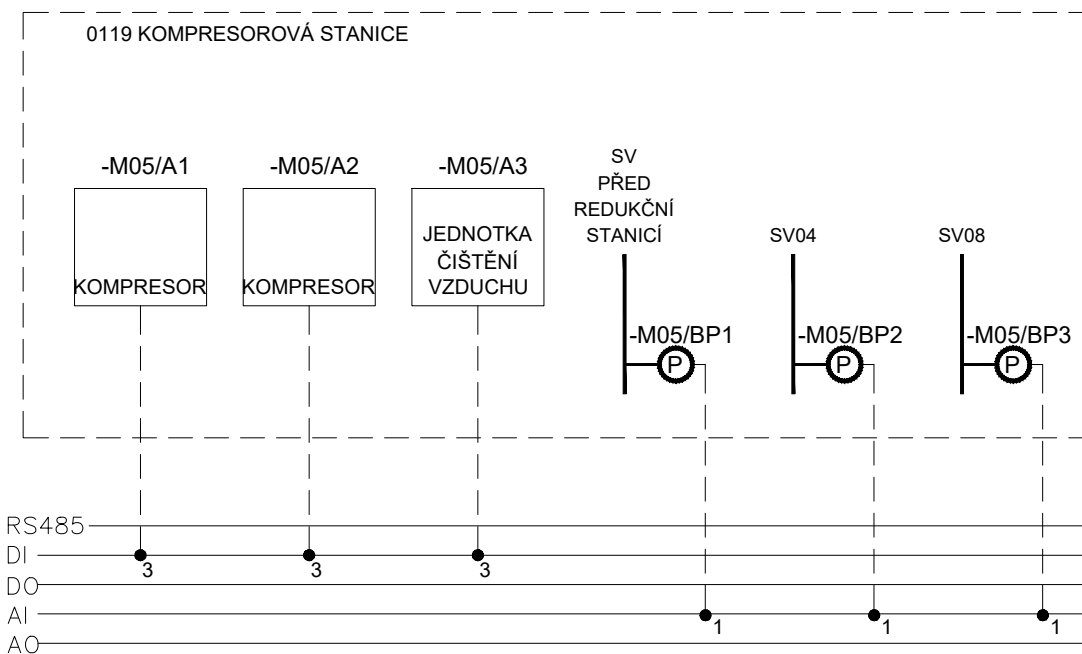 0119 KOMPRESOROVÁ STANICE
-M05/A1
-M05/A2
-M05/A3
SV
PŘED
REDUKČNÍ
STANICÍ
SV04
SV08
KOMPRESOR
KOMPRESOR
JEDNOTKA
ČIŠTĚNÍ
VZDUCHU
-M05/BP1
-M05/BP2
-M05/BP3
P
P
P
RS485
DI
3
3
3
DO
AI
1
1
1
AO